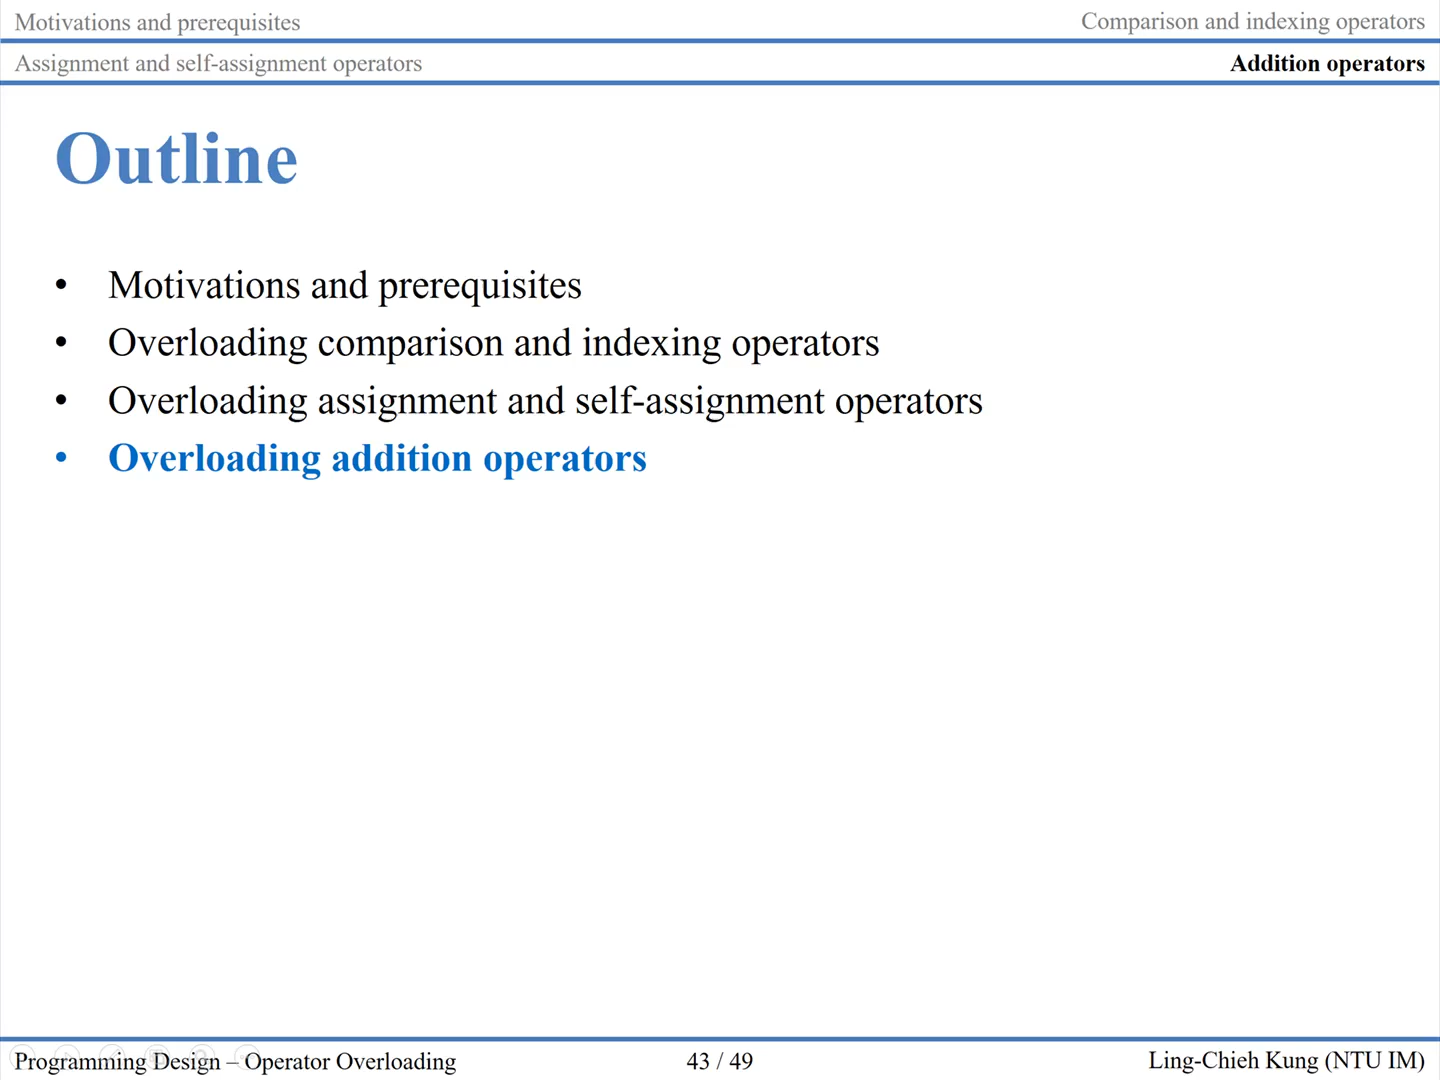 Motivations and prerequisites
Comparison and indexing operators
Assignment and self-assignment operators
Addition operators
Outline
• Motivations and prerequisites
• Overloading comparison and indexing operators
• Overloading assignment and self-assignment operators
• Overloading addition operators
Programming Design – Operator Overloading
43 / 49
Ling-Chieh Kung (NTU IM)